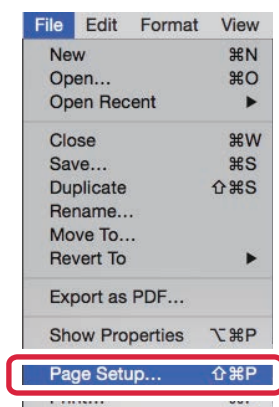 File Edit Format View
New ⌘N
Open... ⌘O
Open Recent ▶
Close ⌘W
Save... ⌘S
Duplicate ⇧⌘S
Rename...
Move To...
Revert To ▶
Export as PDF...
Show Properties ⌥⌘P
Page Setup... ⇧⌘P